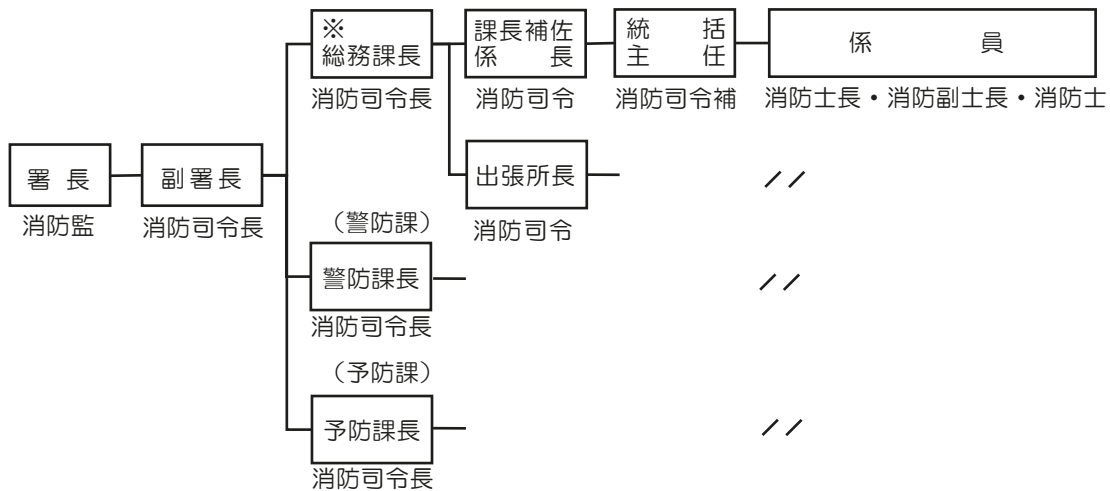 ※
総務課長
消防司令長
課長補佐
係長
消防司令
統括
主任
消防司令補
係員
消防士長・消防副士長・消防士
署長
消防監
副署長
消防司令長
出張所長
消防司令
〃
（警防課）
警防課長
消防司令長
〃
（予防課）
予防課長
消防司令長
〃